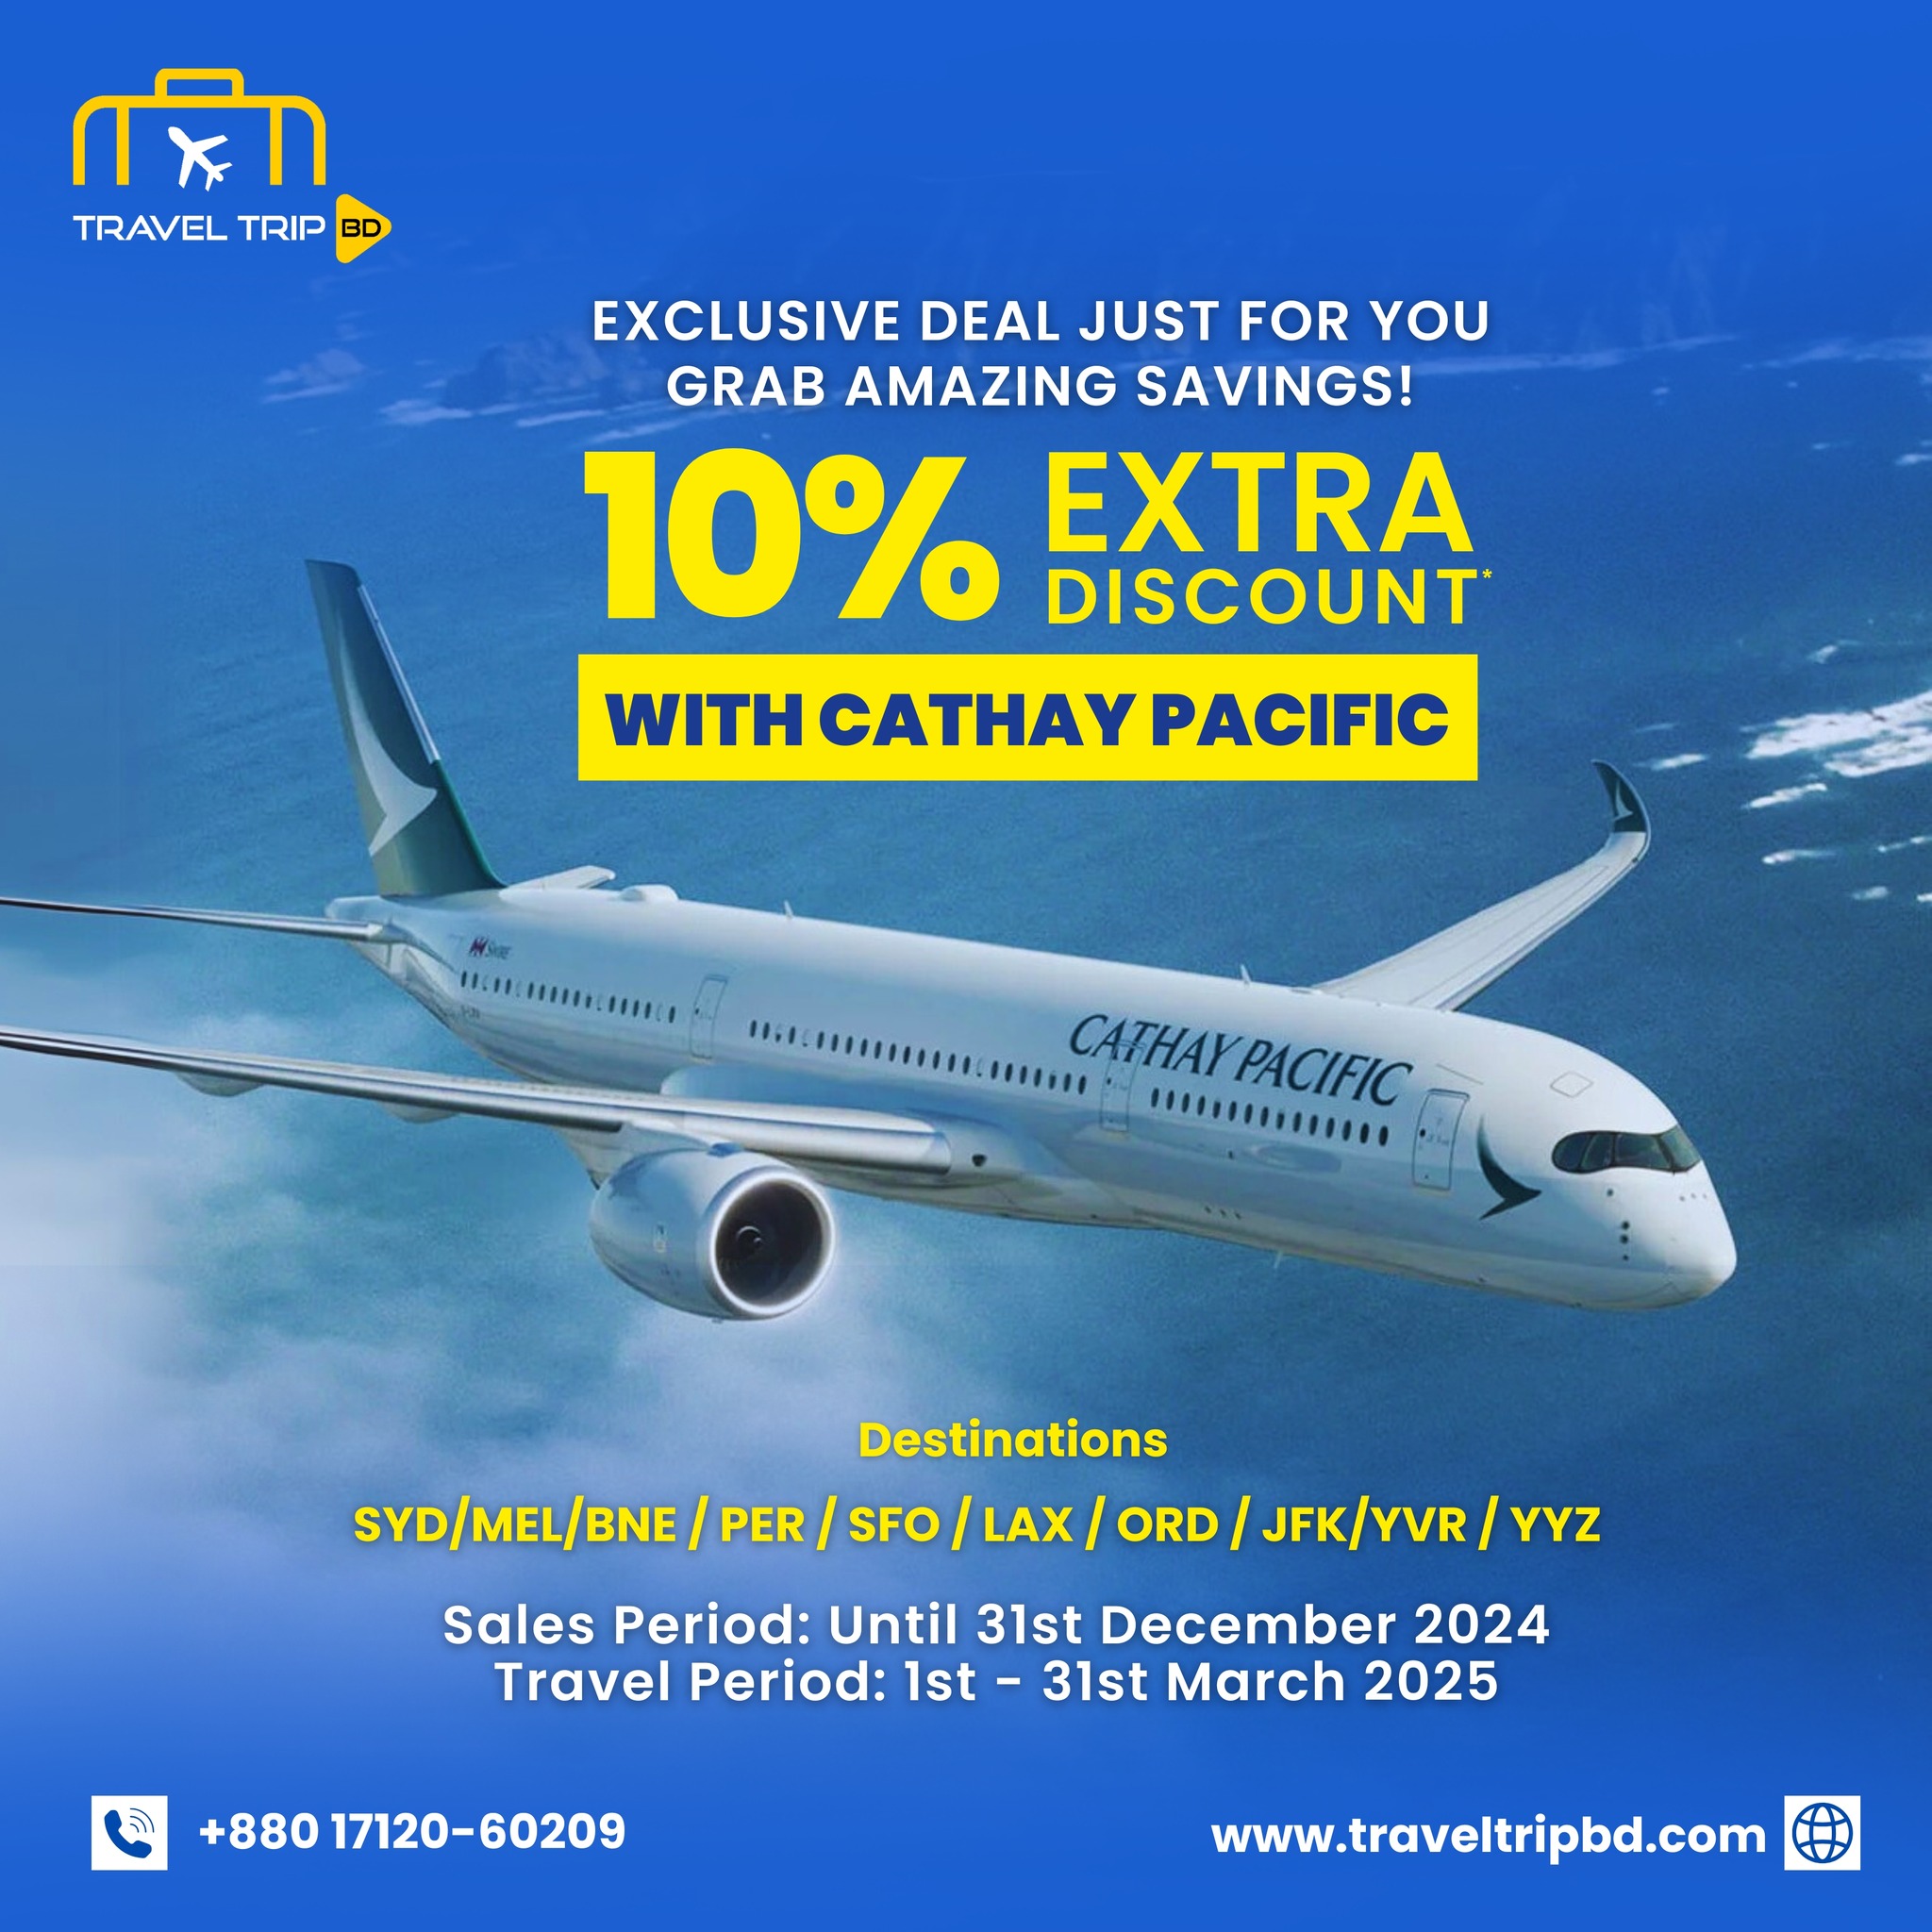 TRAVEL TRIP BD
EXCLUSIVE DEAL JUST FOR YOU
GRAB AMAZING SAVINGS!
10% EXTRA
DISCOUNT*
WITH CATHAY PACIFIC
SWIRE
CATHAY PACIFIC
Destinations
SYD/MEL/BNE / PER / SFO / LAX / ORD / JFK/YVR / YYZ
Sales Period: Until 31st December 2024
Travel Period: 1st - 31st March 2025
+880 17120-60209
www.traveltripbd.com